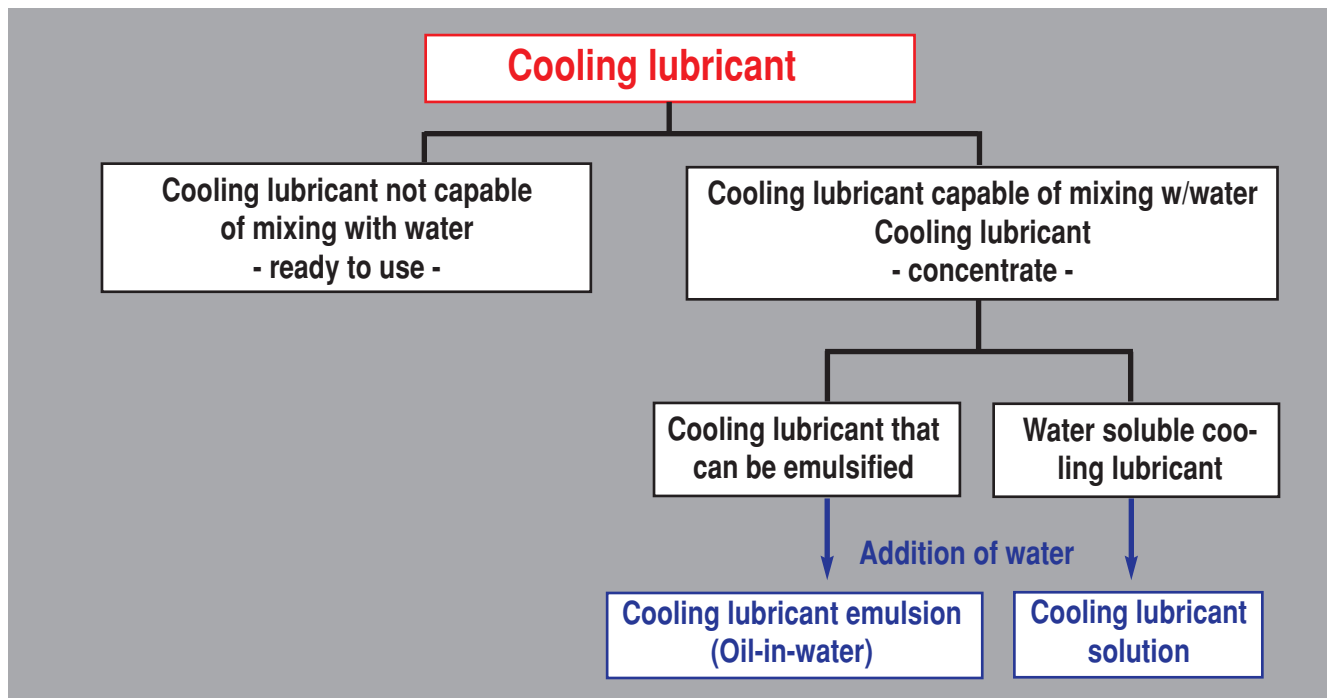 Cooling lubricant
Cooling lubricant not capable
of mixing with water
- ready to use -
Cooling lubricant capable of mixing w/water
Cooling lubricant
- concentrate -
Cooling lubricant that
can be emulsified
Water soluble coo-
ling lubricant
Addition of water
Cooling lubricant emulsion
(Oil-in-water)
Cooling lubricant
solution